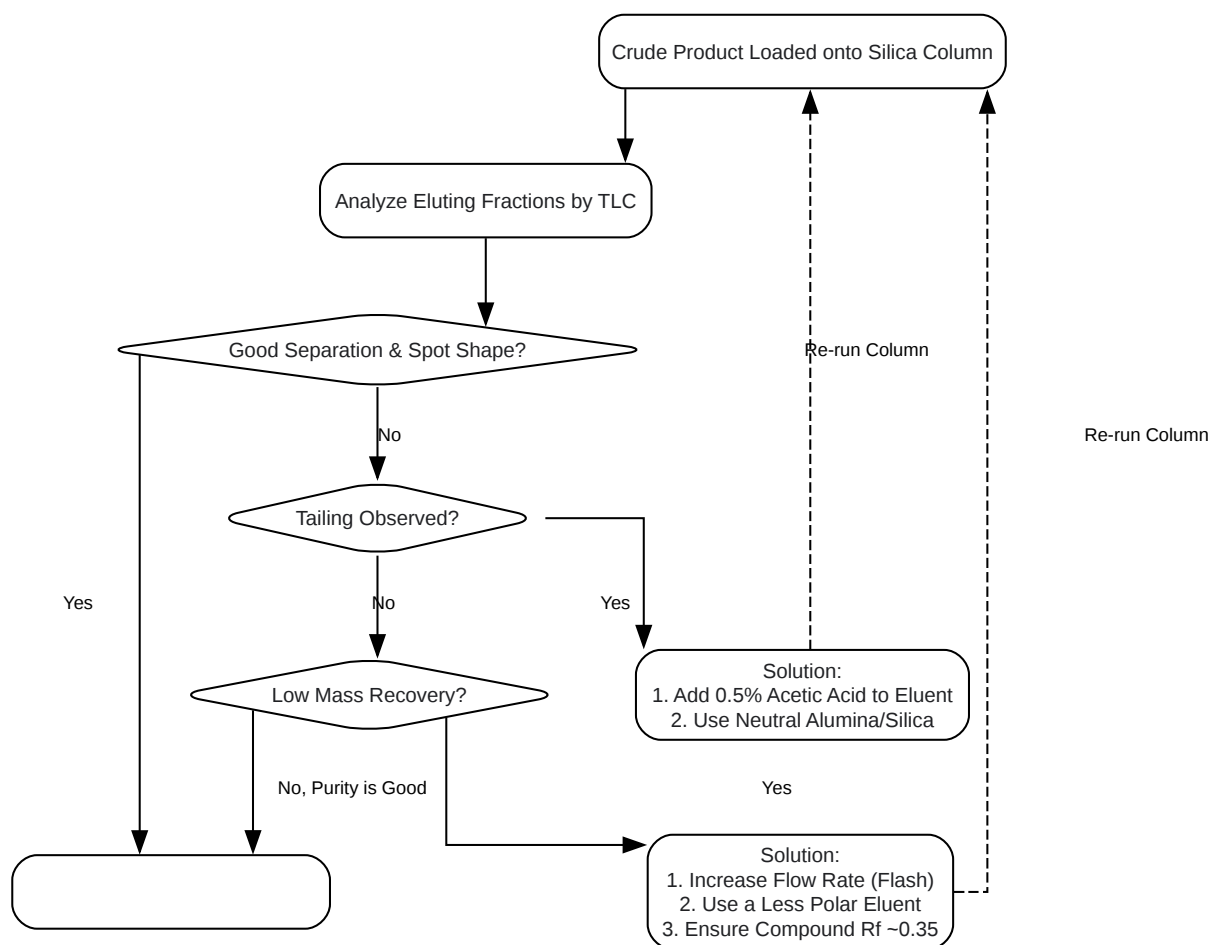 Crude Product Loaded onto Silica Column
Analyze Eluting Fractions by TLC
Good Separation & Spot Shape?
Re-run Column
Re-run Column
No
Tailing Observed?
Yes
No
Yes
Low Mass Recovery?
Solution:
1. Add 0.5% Acetic Acid to Eluent
2. Use Neutral Alumina/Silica
No, Purity is Good
Yes
Solution:
1. Increase Flow Rate (Flash)
2. Use a Less Polar Eluent
3. Ensure Compound Rf ~0.35